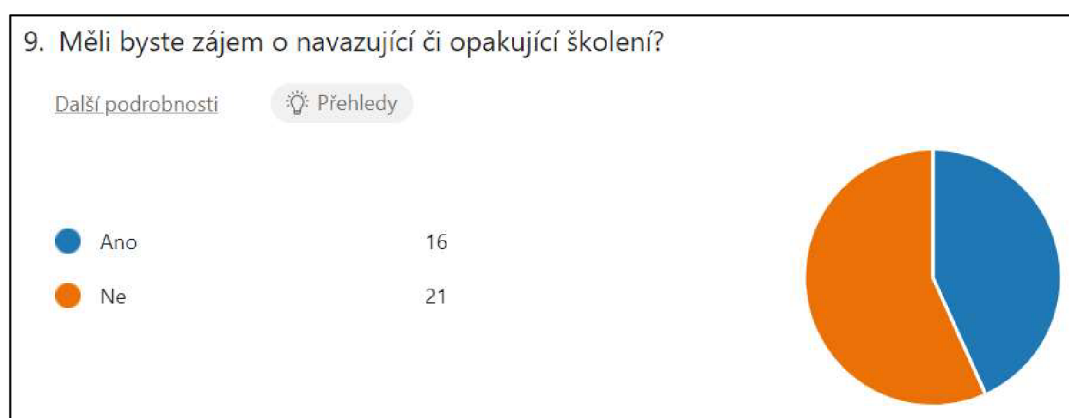 9. Měli byste zájem o navazující či opakující školení?
Další podrobnosti Přehledy
Ano 16
Ne 21